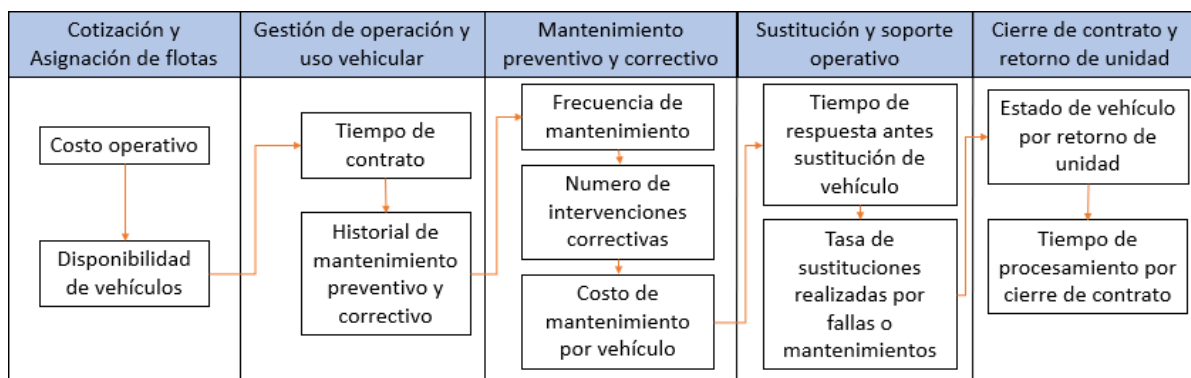 Cotización y
Asignación de flotas
Gestión de operación y
uso vehicular
Mantenimiento
preventivo y correctivo
Sustitución y soporte
operativo
Cierre de contrato y
retorno de unidad
Costo operativo
Disponibilidad
de vehículos
Tiempo de
contrato
Historial de
mantenimiento
preventivo y
correctivo
Frecuencia de
mantenimiento
Numero de
intervenciones
correctivas
Costo de
mantenimiento
por vehículo
Tiempo de
respuesta antes
sustitución de
vehículo
Tasa de
sustituciones
realizadas por
fallas o
mantenimientos
Estado de vehículo
por retorno de
unidad
Tiempo de
procesamiento por
cierre de contrato